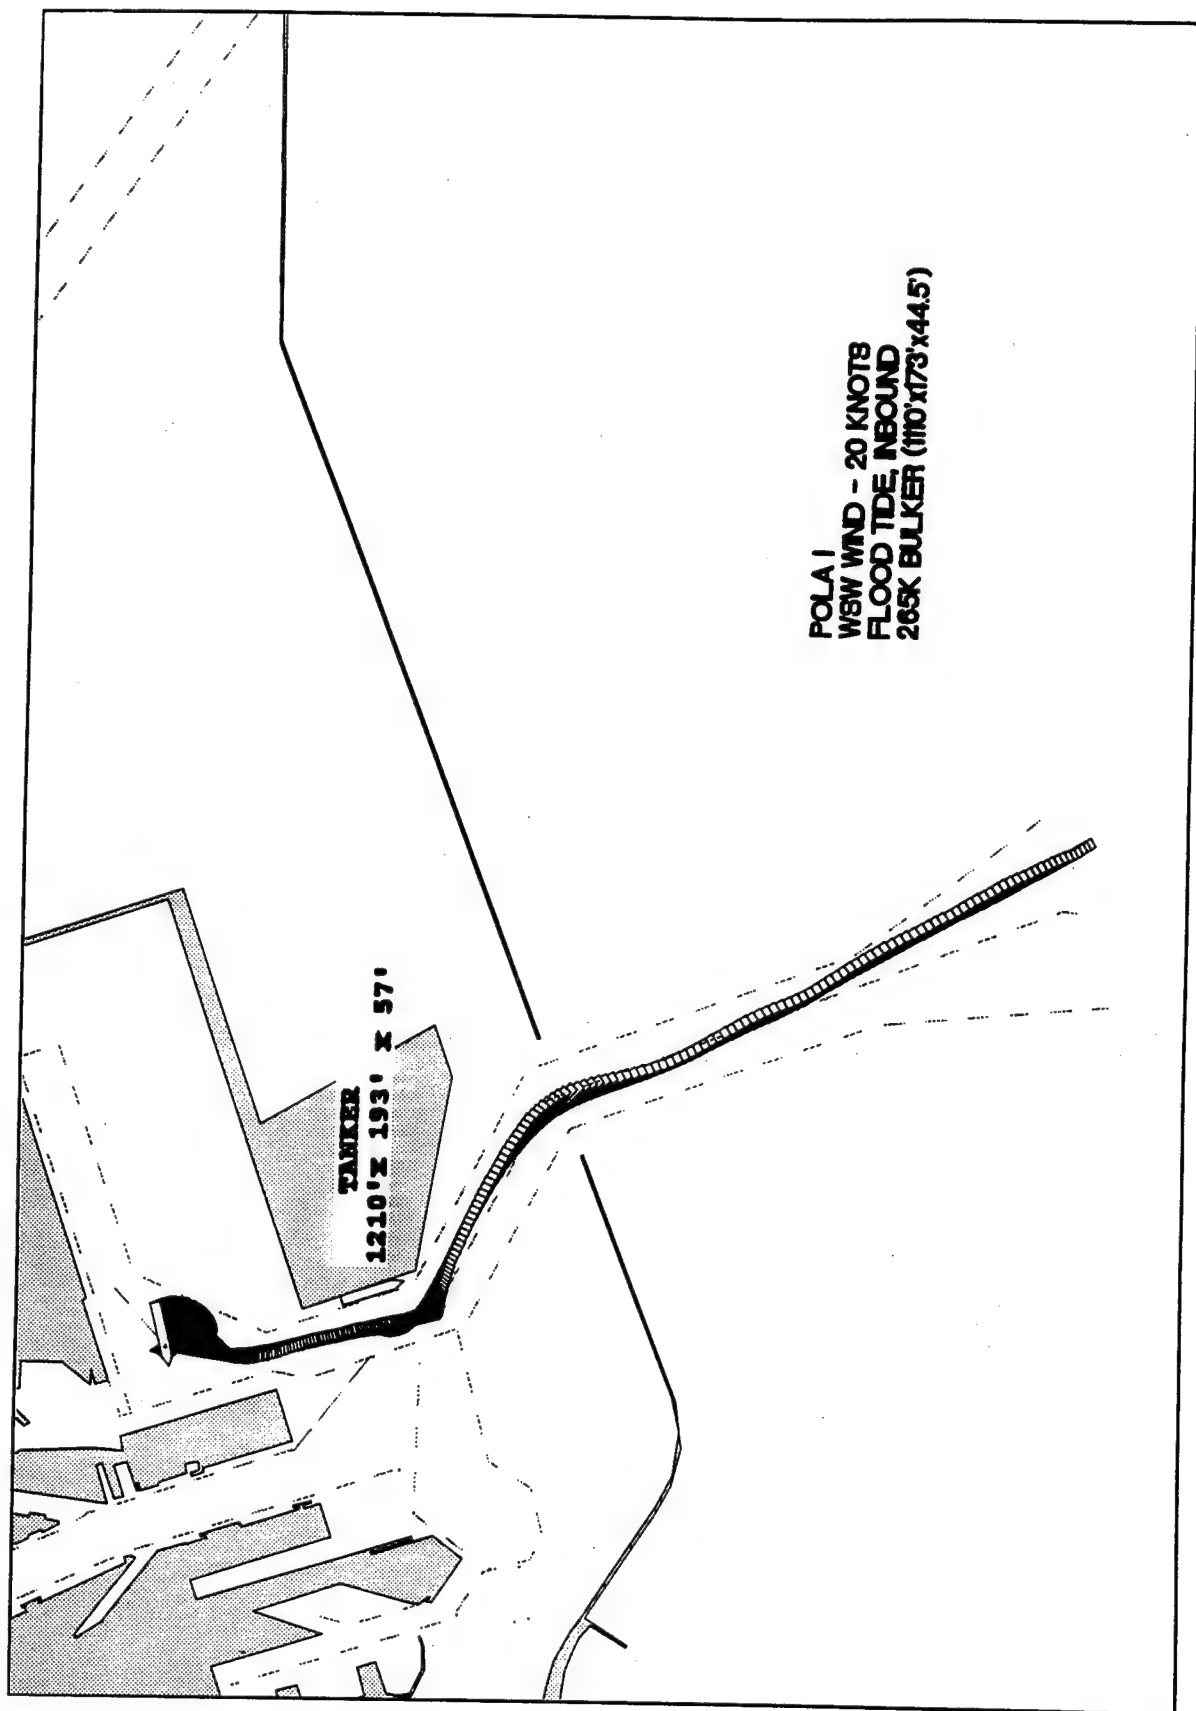 TANKER
1210'x 193' x 57'
POLA I
WSW WIND - 20 KNOTS
FLOOD TIDE, INBOUND
265K BULKER (1110'x173'x44.5')